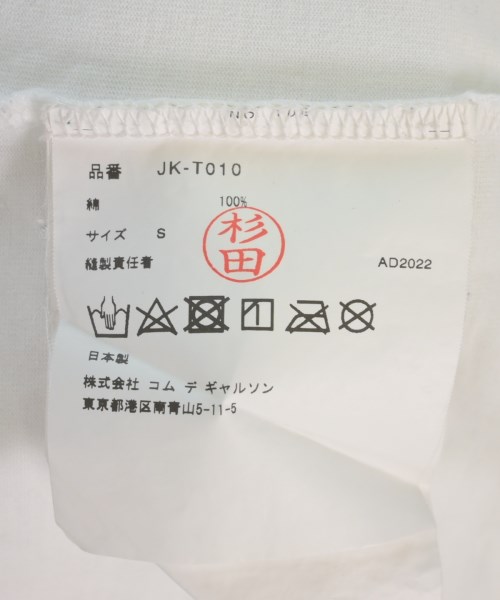 品番 JK-T010
綿 100%
サイズ S
杉田
縫製責任者 AD2022
日本製
株式会社 コム デ ギャルソン
東京都港区南青山5-11-5